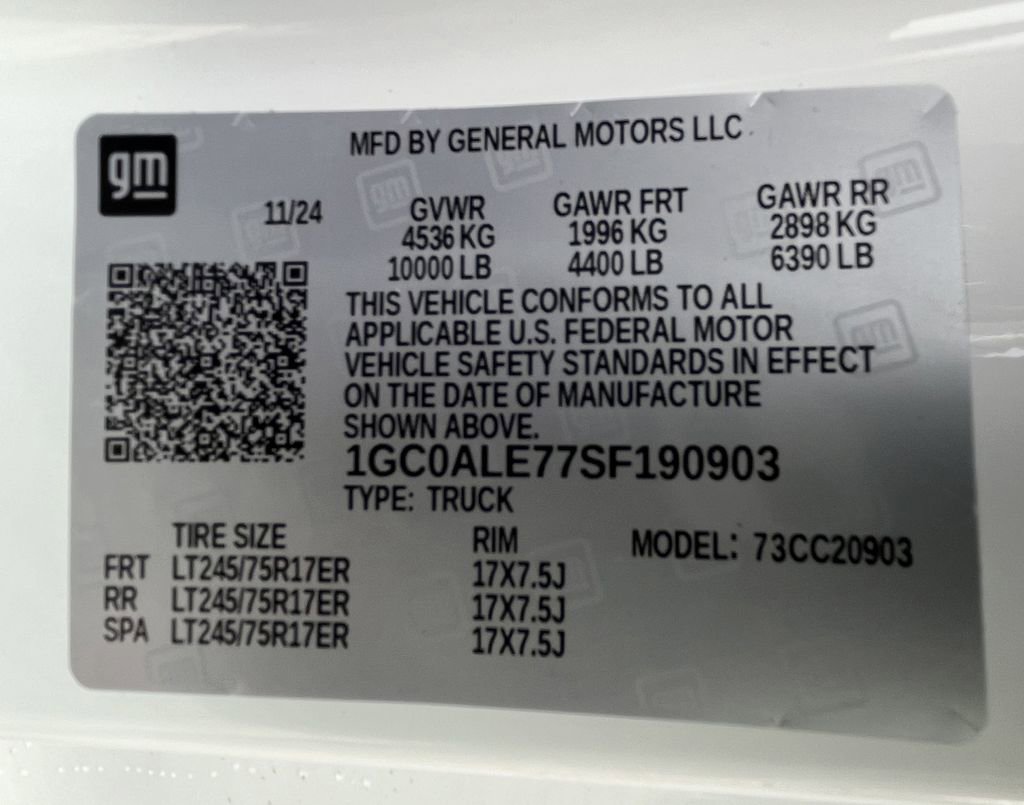 gm
MFD BY GENERAL MOTORS LLC
11/24 GVWR GAWR FRT GAWR RR
4536 KG 1996 KG 2898 KG
10000 LB 4400 LB 6390 LB
THIS VEHICLE CONFORMS TO ALL
APPLICABLE U.S. FEDERAL MOTOR
VEHICLE SAFETY STANDARDS IN EFFECT
ON THE DATE OF MANUFACTURE
SHOWN ABOVE.
1GC0ALE77SF190903
TYPE: TRUCK
TIRE SIZE RIM MODEL: 73CC20903
FRT LT245/75R17ER 17X7.5J
RR LT245/75R17ER 17X7.5J
SPA LT245/75R17ER 17X7.5J